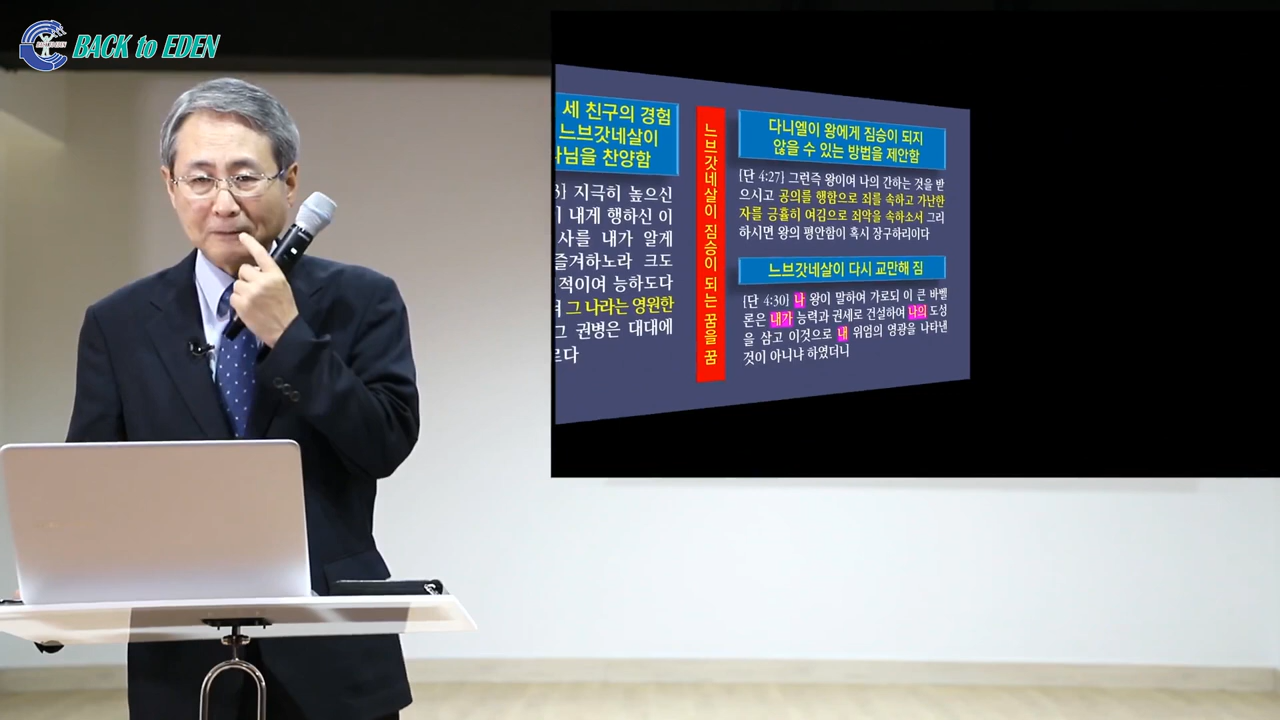 BACK to EDEN
세 친구의 경험
느브갓네살이
님을 찬양함
3] 지극히 높으신
내게 행하신 이
사를 내가 알게
즐겨하노라 크도
적이여 능하도다
그 나라는 영원한
그 권병은 대대에
르다
느브갓네살이 짐승이 되는 꿈을 꿈
다니엘이 왕에게 짐승이 되지
않을 수 있는 방법을 제안함
[단 4:27] 그런즉 왕이여 나의 간하는 것을 받
으시고 공의를 행함으로 죄를 속하고 가난한
자를 긍휼히 여김으로 죄악을 속하소서 그리
하시면 왕의 평안함이 혹시 장구하리이다
느브갓네살이 다시 교만해 짐
[단 4:30] 나 왕이 말하여 가로되 이 큰 바벨
론은 내가 능력과 권세로 건설하여 나의 도성
을 삼고 이것으로 내 위엄의 영광을 나타낸
것이 아니냐 하였더니